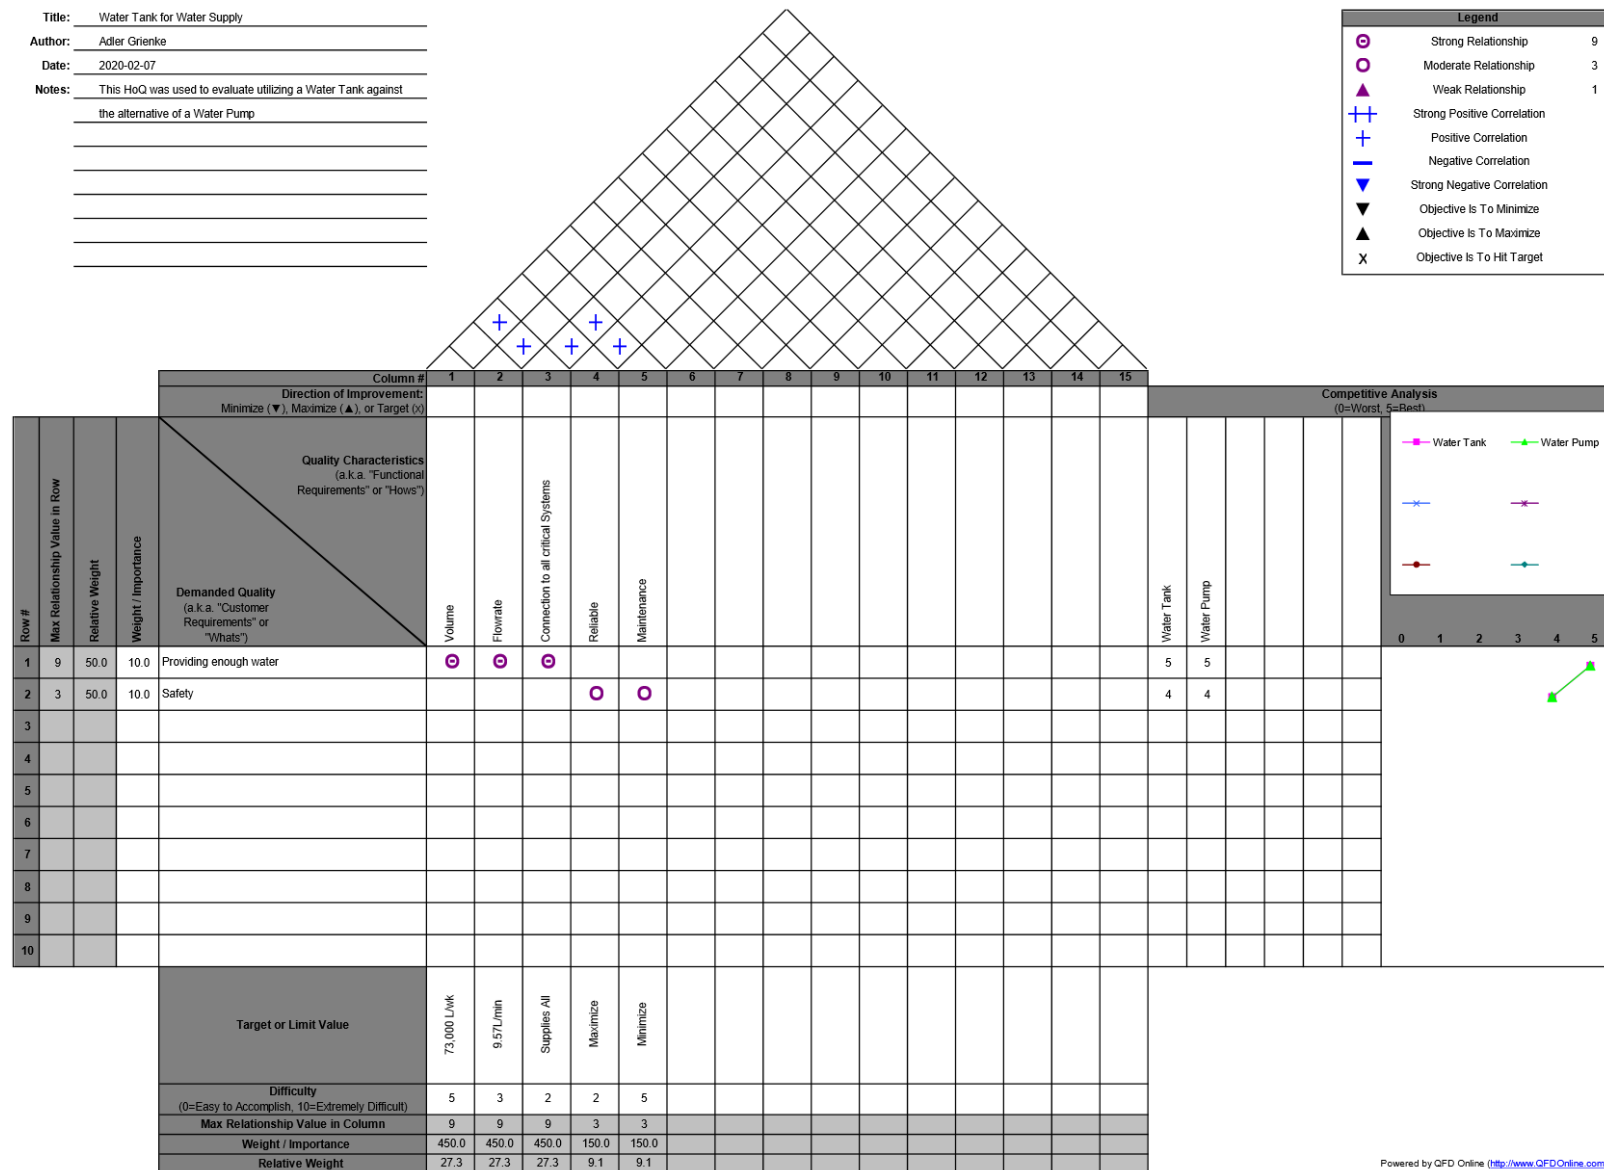 Title: Water Tank for Water Supply
Author: Adler Grienke
Date: 2020-02-07
Notes: This HoQ was used to evaluate utilizing a Water Tank against
the alternative of a Water Pump
Legend
Strong Relationship 9
Moderate Relationship 3
Weak Relationship 1
Strong Positive Correlation
Positive Correlation
Negative Correlation
Strong Negative Correlation
Objective Is To Minimize
Objective Is To Maximize
X Objective Is To Hit Target
Column # 1 2 3 4 5 6 7 8 9 10 11 12 13 14 15
Direction of Improvement:
Minimize (▼), Maximize (▲), or Target (x)
Competitive Analysis
(0=Worst, 5=Best)
Row #
Max Relationship Value in Row
Relative Weight
Weight / Importance
Quality Characteristics
(a.k.a. "Functional
Requirements" or "Hows")
Demanded Quality
(a.k.a. "Customer
Requirements" or
"Whats")
Volume
Flowrate
Connection to all critical Systems
Reliable
Maintenance
Water Tank
Water Pump
Water Tank Water Pump
0 1 2 3 4 5
1 9 50.0 10.0 Providing enough water 5 5
2 3 50.0 10.0 Safety 4 4
3
4
5
6
7
8
9
10
Target or Limit Value
73,000 L/wk
9.57L/min
Supplies All
Maximize
Minimize
Difficulty
(0=Easy to Accomplish, 10=Extremely Difficult)
5 3 2 2 5
Max Relationship Value in Column 9 9 9 3 3
Weight / Importance 450.0 450.0 450.0 150.0 150.0
Relative Weight 27.3 27.3 27.3 9.1 9.1
Powered by QFD Online (http://www.QFDOnline.com